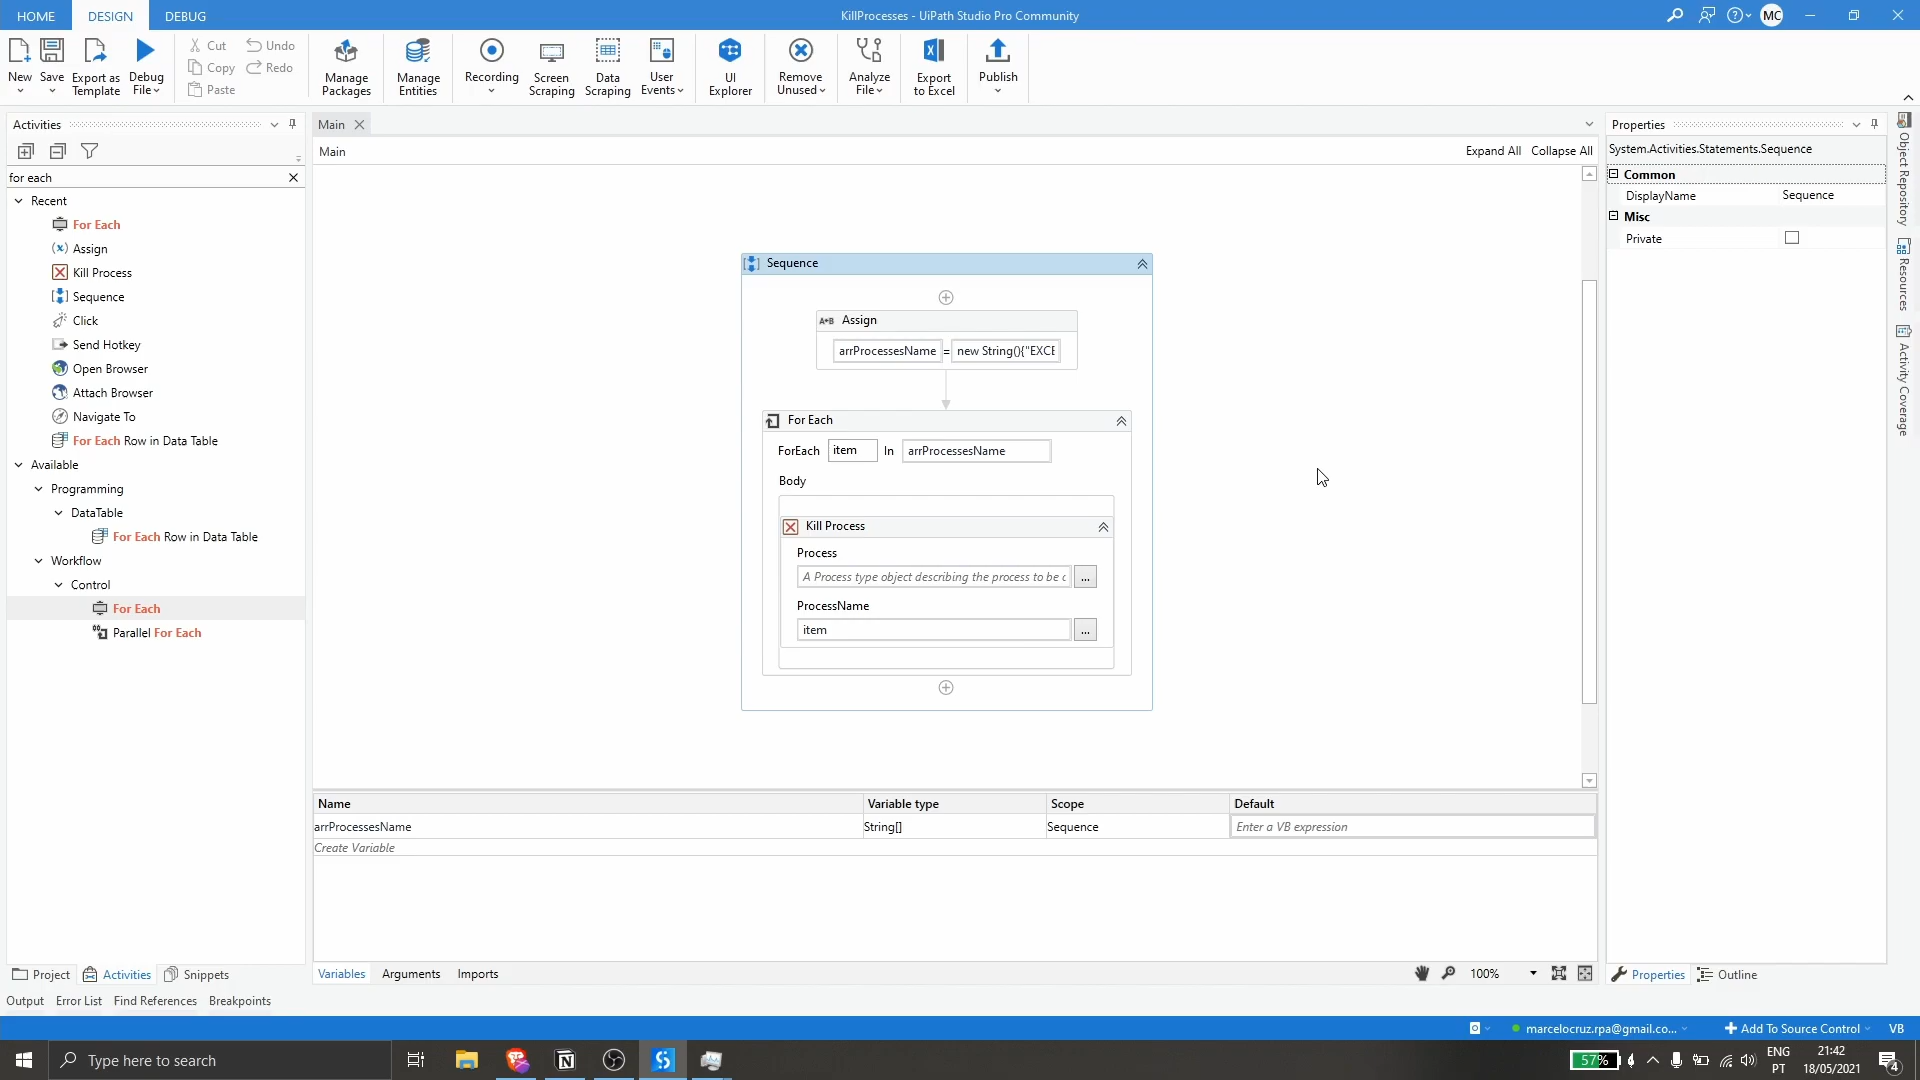 HOME DESIGN DEBUG KillProcesses - UiPath Studio Pro Community MC
New Save Export as Template Debug File Cut Copy Paste Undo Redo Manage Packages Manage Entities Recording Screen Scraping Data Scraping User Events UI Explorer Remove Unused Analyze File Export to Excel Publish
Activities
for each
Recent
For Each
Assign
Kill Process
Sequence
Click
Send Hotkey
Open Browser
Attach Browser
Navigate To
For Each Row in Data Table
Available
Programming
DataTable
For Each Row in Data Table
Workflow
Control
For Each
Parallel For Each
Main
Main Expand All Collapse All
Sequence
A+B Assign
arrProcessesName = new String(){"EXCE
For Each
ForEach item In arrProcessesName
Body
Kill Process
Process
A Process type object describing the process to be c ...
ProcessName
item ...
Name Variable type Scope Default
arrProcessesName String[] Sequence Enter a VB expression
Create Variable
Variables Arguments Imports 100%
Properties
System.Activities.Statements.Sequence
Common
DisplayName Sequence
Misc
Private
Object Repository
Resources
Activity Coverage
Project Activities Snippets
Properties Outline
Output Error List Find References Breakpoints
marcelocruz.rpa@gmail.co... Add To Source Control VB
Type here to search
57% ENG PT 21:42 18/05/2021 4